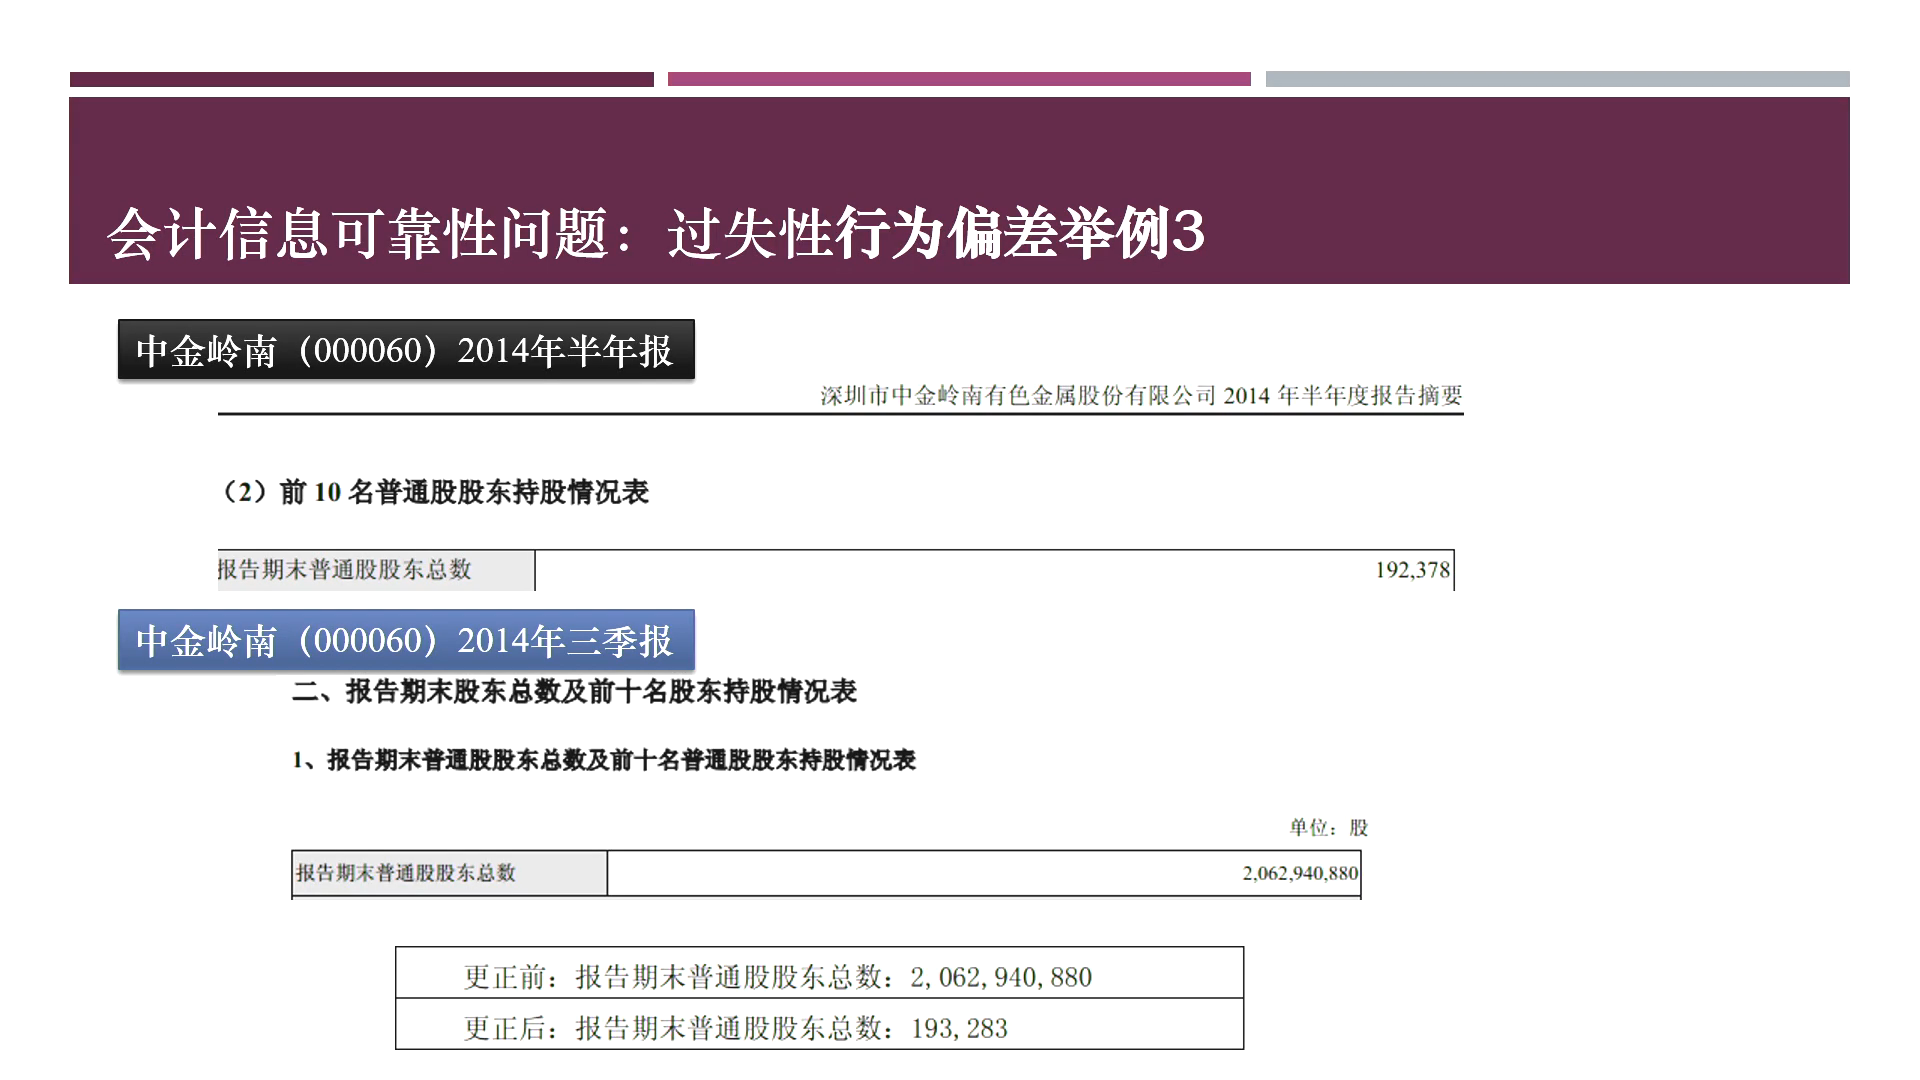 会计信息可靠性问题：过失性行为偏差举例3
中金岭南（000060）2014年半年报
深圳市中金岭南有色金属股份有限公司 2014 年半年度报告摘要
（2）前 10 名普通股股东持股情况表
报告期末普通股股东总数 192,378
中金岭南（000060）2014年三季报
二、报告期末股东总数及前十名股东持股情况表
1、报告期末普通股股东总数及前十名普通股股东持股情况表
单位：股
报告期末普通股股东总数 2,062,940,880
更正前：报告期末普通股股东总数：2,062,940,880
更正后：报告期末普通股股东总数：193,283